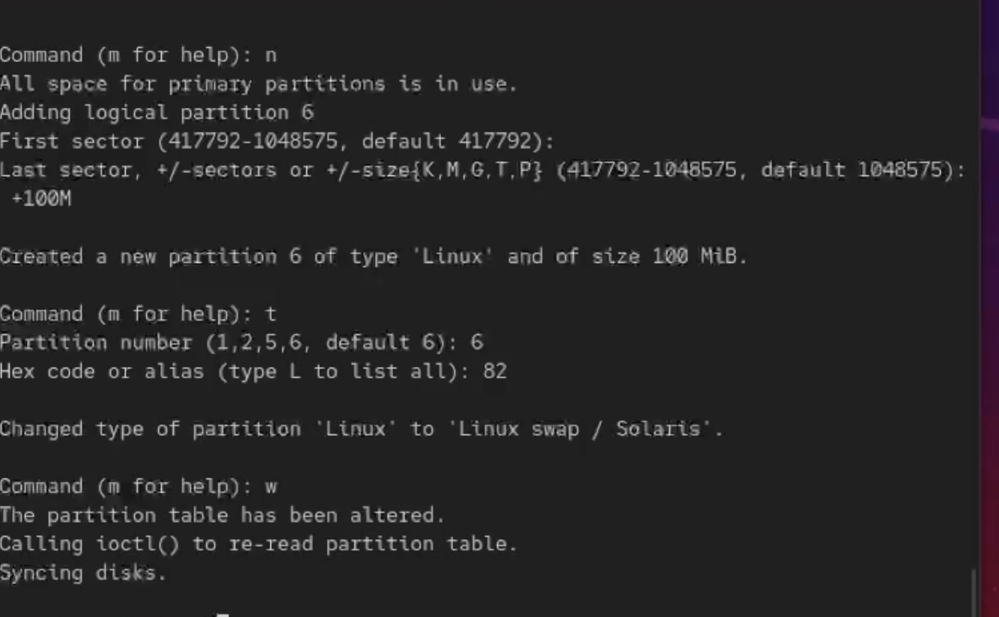 Command (m for help): n
All space for primary partitions is in use.
Adding logical partition 6
First sector (417792-1048575, default 417792):
Last sector, +/-sectors or +/-size{K,M,G,T,P} (417792-1048575, default 1048575):
+100M
Created a new partition 6 of type 'Linux' and of size 100 MiB.
Command (m for help): t
Partition number (1,2,5,6, default 6): 6
Hex code or alias (type L to list all): 82
Changed type of partition 'Linux' to 'Linux swap / Solaris'.
Command (m for help): w
The partition table has been altered.
Calling ioctl() to re-read partition table.
Syncing disks.